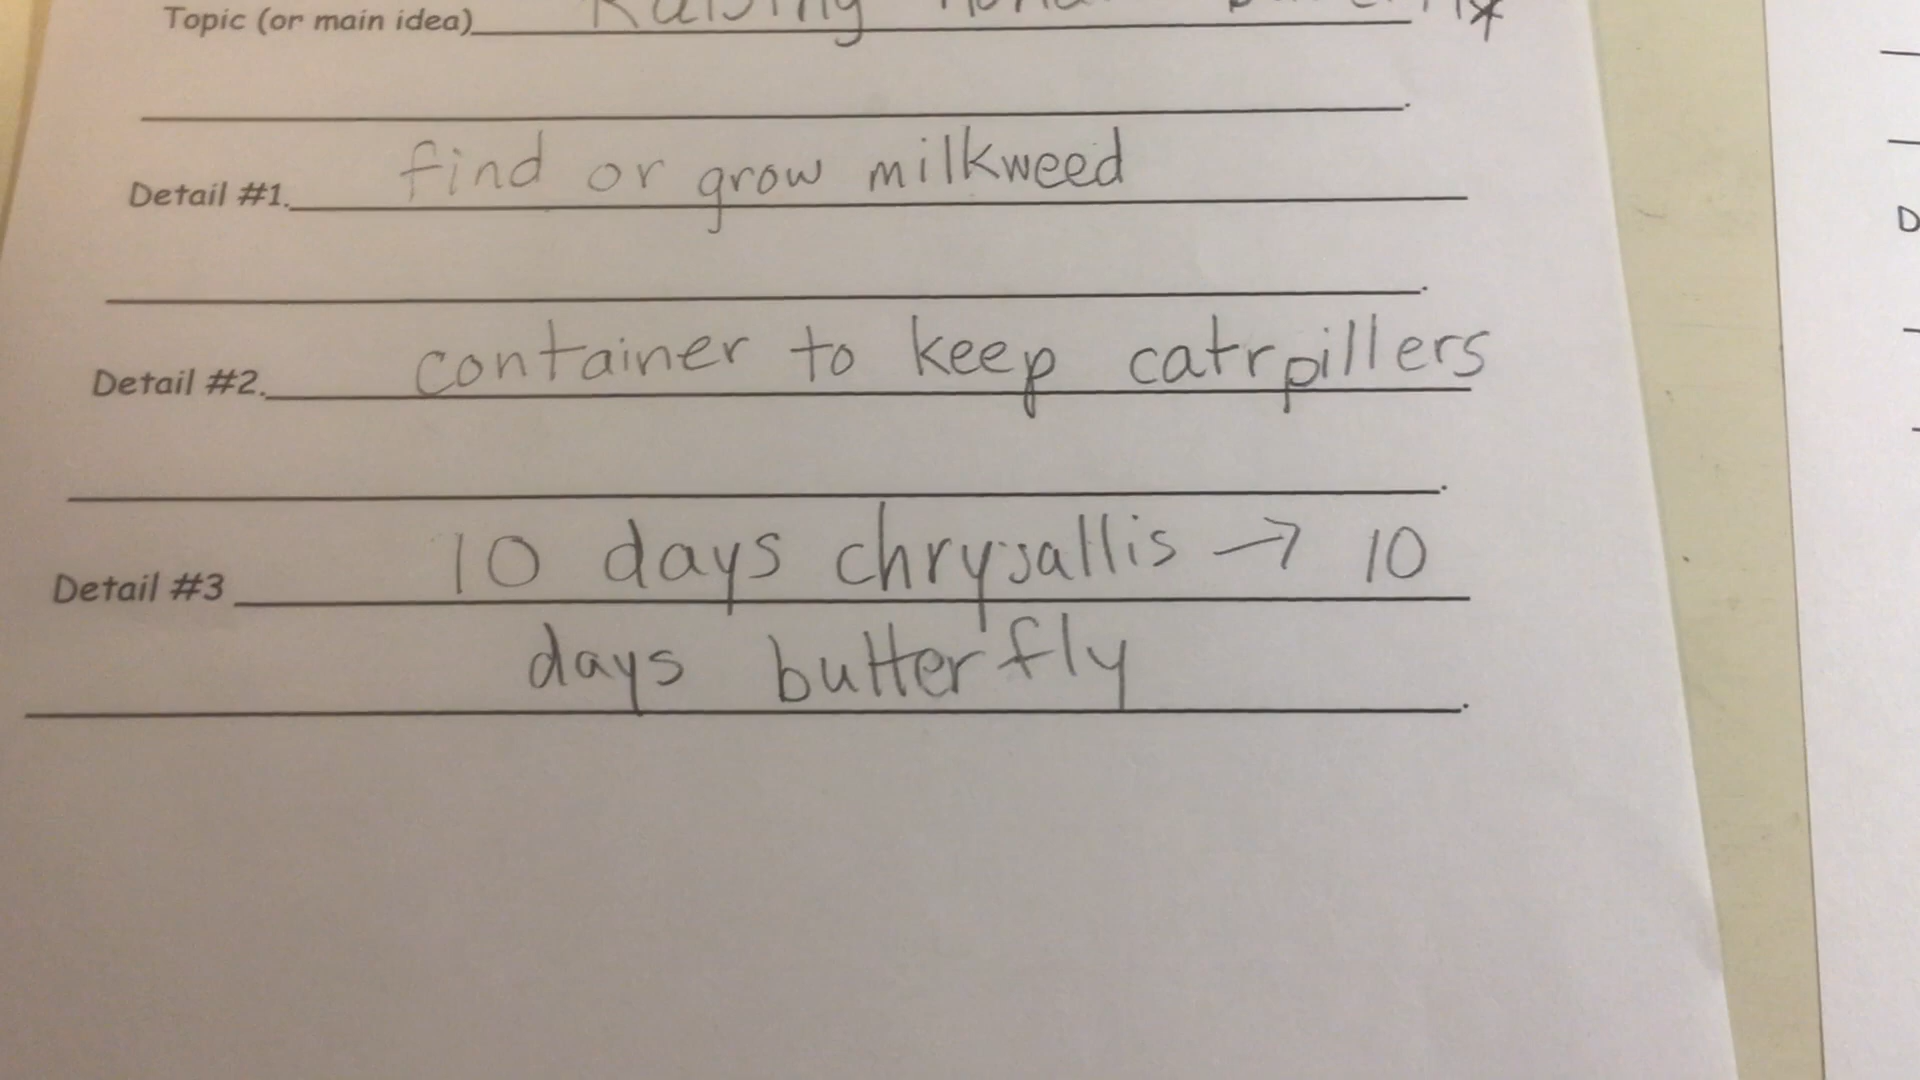 Topic (or main idea) Raising
Detail #1. find or grow milkweed
Detail #2. container to keep catrpillers
Detail #3 10 days chrysallis → 10
days butterfly
D